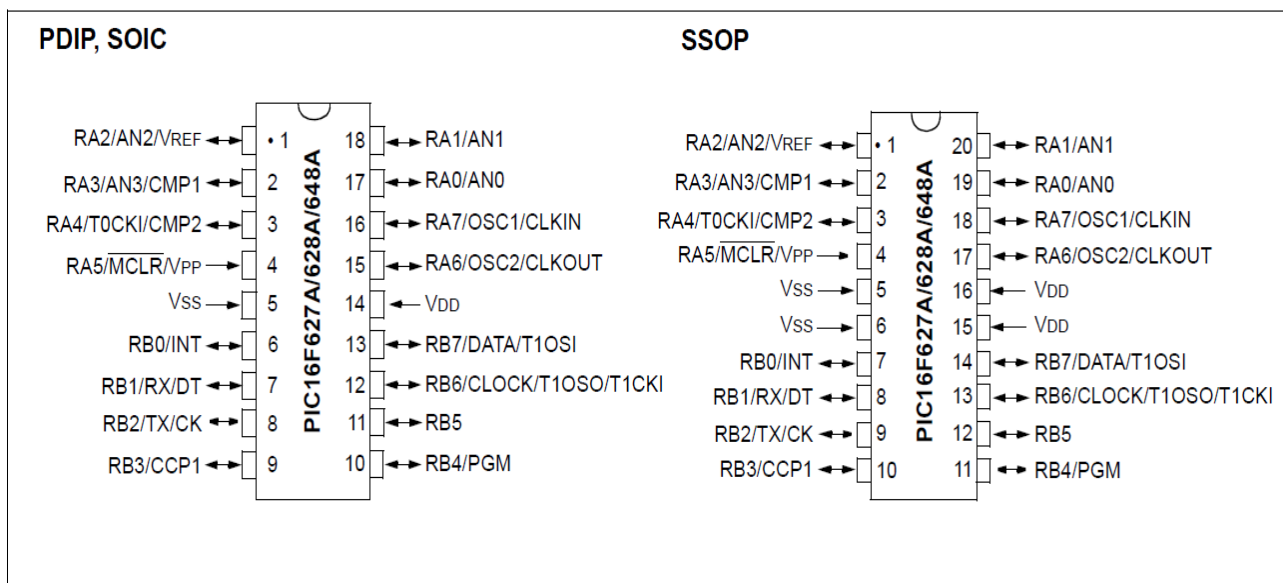 PDIP, SOIC
RA2/AN2/VREF
RA3/AN3/CMP1
RA4/T0CKI/CMP2
RA5/MCLR/VPP
VSS
RB0/INT
RB1/RX/DT
RB2/TX/CK
RB3/CCP1
• 1
2
3
4
5
6
7
8
9
PIC16F627A/628A/648A
18
17
16
15
14
13
12
11
10
RA1/AN1
RA0/AN0
RA7/OSC1/CLKIN
RA6/OSC2/CLKOUT
VDD
RB7/DATA/T1OSI
RB6/CLOCK/T1OSO/T1CKI
RB5
RB4/PGM
SSOP
RA2/AN2/VREF
RA3/AN3/CMP1
RA4/T0CKI/CMP2
RA5/MCLR/VPP
VSS
VSS
RB0/INT
RB1/RX/DT
RB2/TX/CK
RB3/CCP1
• 1
2
3
4
5
6
7
8
9
10
PIC16F627A/628A/648A
20
19
18
17
16
15
14
13
12
11
RA1/AN1
RA0/AN0
RA7/OSC1/CLKIN
RA6/OSC2/CLKOUT
VDD
VDD
RB7/DATA/T1OSI
RB6/CLOCK/T1OSO/T1CKI
RB5
RB4/PGM